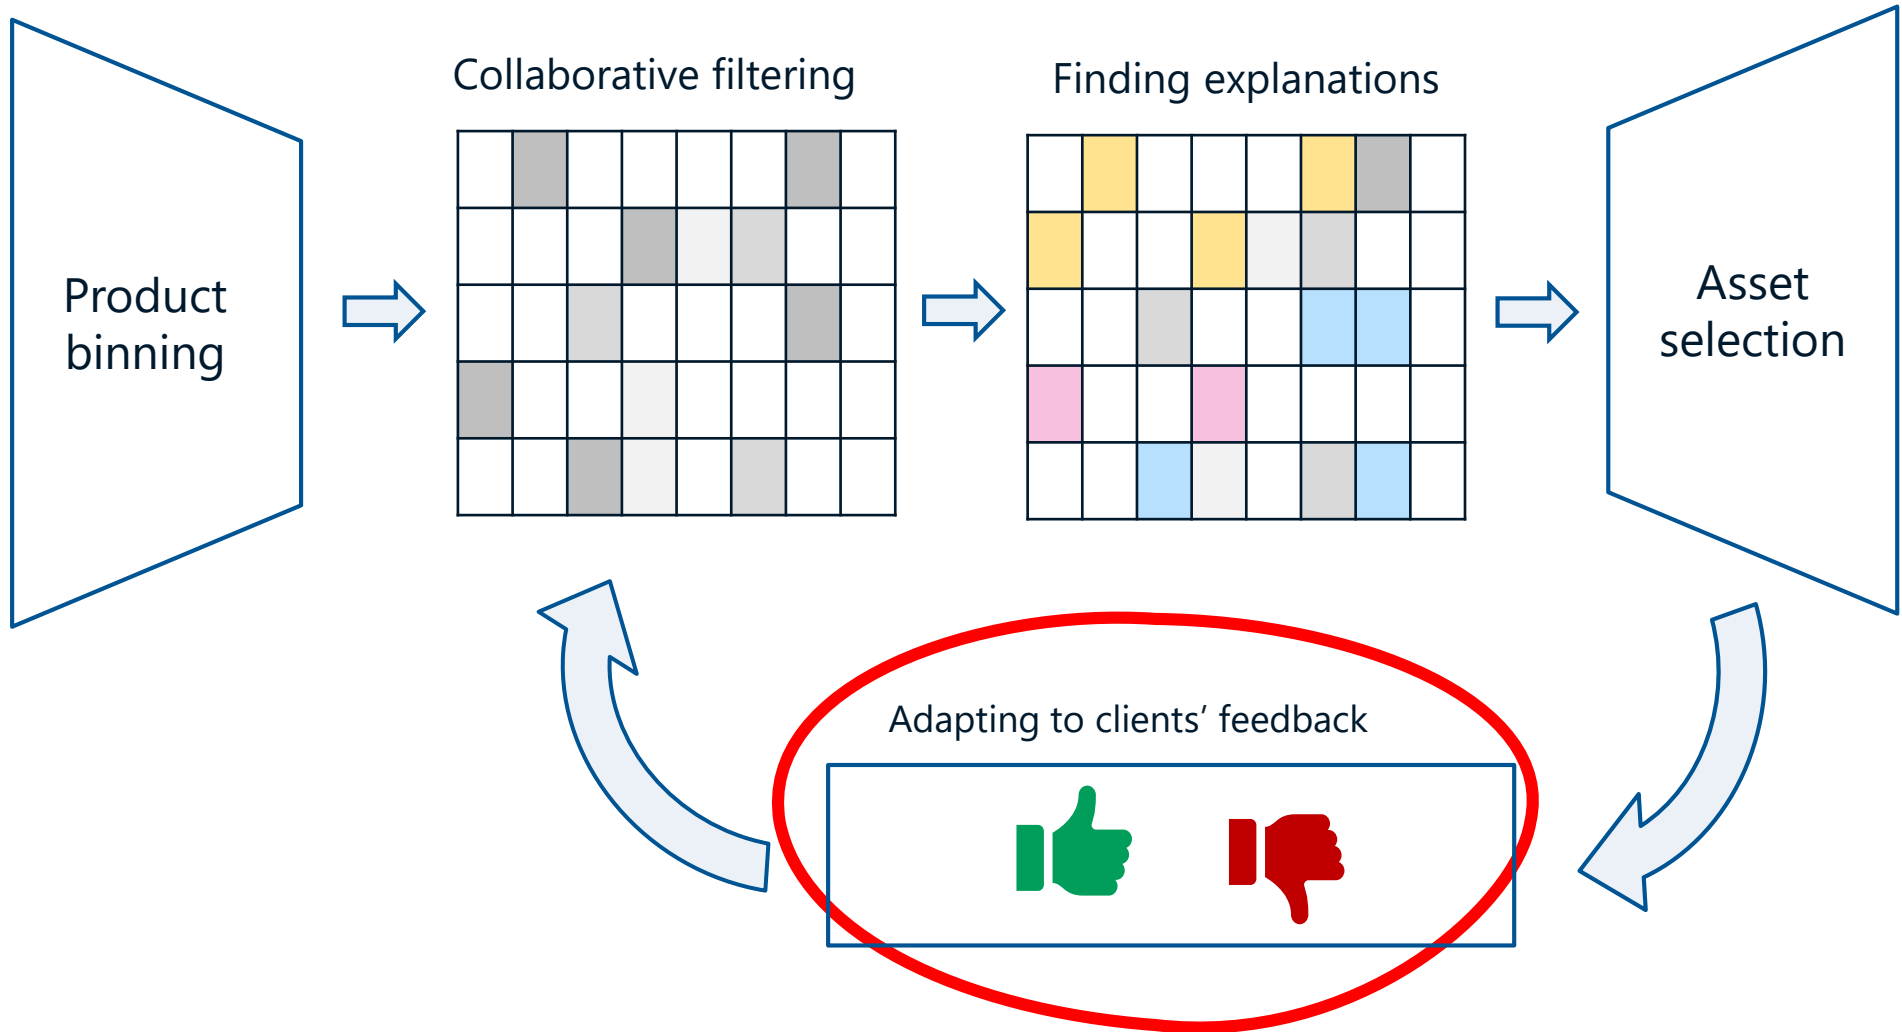 Collaborative filtering
Finding explanations
Product
binning
Asset
selection
Adapting to clients’ feedback